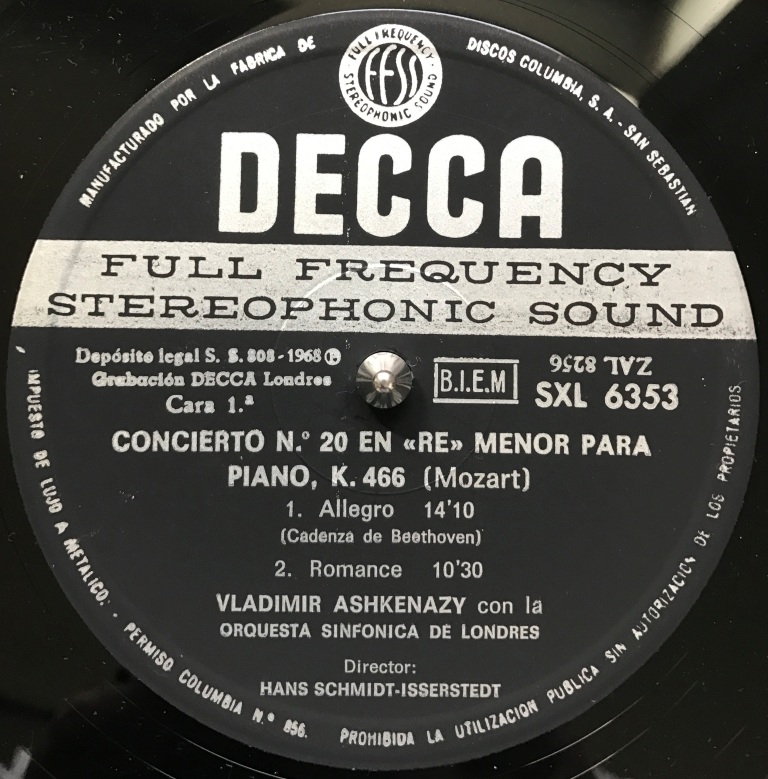 MANUFACTURADO POR LA FABRICA DE DISCOS COLUMBIA, S. A. - SAN SEBASTIAN
FULL FREQUENCY
FFSS
STEREOPHONIC SOUND
DECCA
FULL FREQUENCY
STEREOPHONIC SOUND
Depósito legal S. S. 808-1968 Ⓟ
Grabación DECCA Londres
Cara 1.ª
B.I.E.M
ZAL 8256
SXL 6353
CONCIERTO N.º 20 EN «RE» MENOR PARA
PIANO, K. 466 (Mozart)
1. Allegro 14'10
(Cadenza de Beethoven)
2. Romance 10'30
VLADIMIR ASHKENAZY con la
ORQUESTA SINFONICA DE LONDRES
Director:
HANS SCHMIDT-ISSERSTEDT
IMPUESTO DE LUJO A METALICO. - PERMISO COLUMBIA N.º 856. PROHIBIDA LA UTILIZACION PUBLICA SIN AUTORIZACION DE LOS PROPIETARIOS